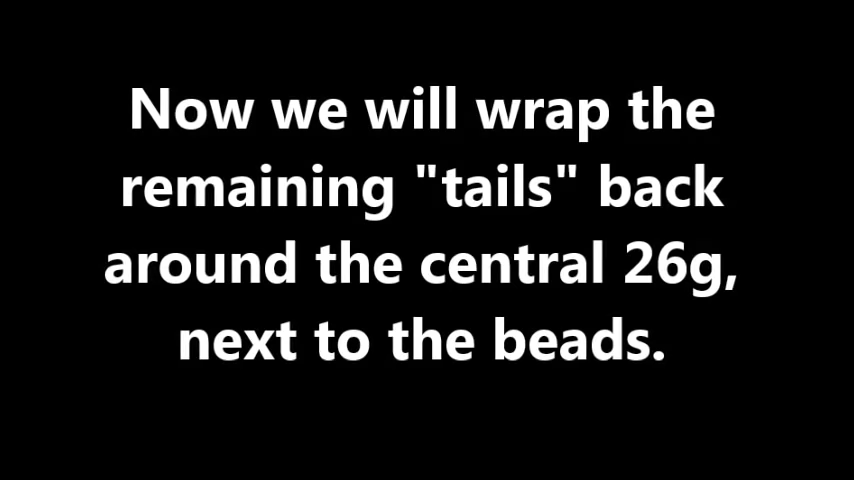 Now we will wrap the
remaining "tails" back
around the central 26g,
next to the beads.